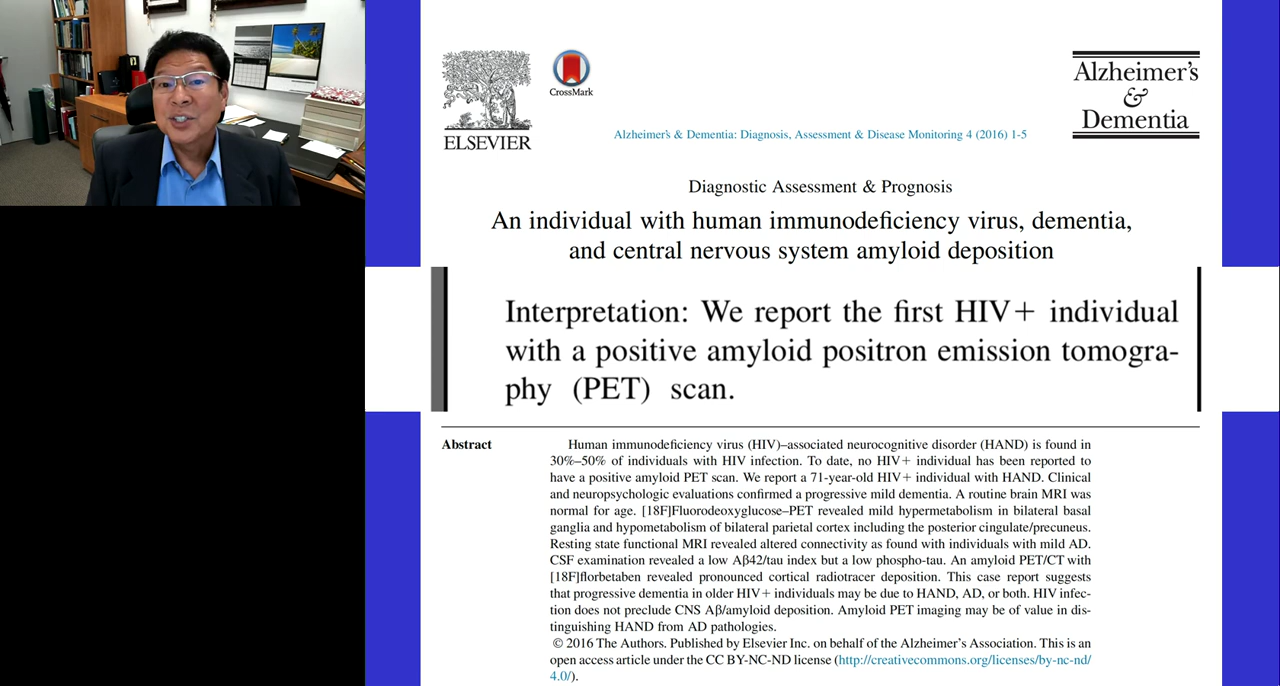 ELSEVIER
CrossMark
Alzheimer's & Dementia: Diagnosis, Assessment & Disease Monitoring 4 (2016) 1-5
Alzheimer's
&
Dementia
Diagnostic Assessment & Prognosis
An individual with human immunodeficiency virus, dementia,
and central nervous system amyloid deposition
Interpretation: We report the first HIV+ individual
with a positive amyloid positron emission tomogra-
phy (PET) scan.
Abstract
Human immunodeficiency virus (HIV)–associated neurocognitive disorder (HAND) is found in
30%–50% of individuals with HIV infection. To date, no HIV+ individual has been reported to
have a positive amyloid PET scan. We report a 71-year-old HIV+ individual with HAND. Clinical
and neuropsychologic evaluations confirmed a progressive mild dementia. A routine brain MRI was
normal for age. [18F]Fluorodeoxyglucose–PET revealed mild hypermetabolism in bilateral basal
ganglia and hypometabolism of bilateral parietal cortex including the posterior cingulate/precuneus.
Resting state functional MRI revealed altered connectivity as found with individuals with mild AD.
CSF examination revealed a low Aβ42/tau index but a low phospho-tau. An amyloid PET/CT with
[18F]florbetaben revealed pronounced cortical radiotracer deposition. This case report suggests
that progressive dementia in older HIV+ individuals may be due to HAND, AD, or both. HIV infec-
tion does not preclude CNS Aβ/amyloid deposition. Amyloid PET imaging may be of value in dis-
tinguishing HAND from AD pathologies.
© 2016 The Authors. Published by Elsevier Inc. on behalf of the Alzheimer's Association. This is an
open access article under the CC BY-NC-ND license (http://creativecommons.org/licenses/by-nc-nd/
4.0/).